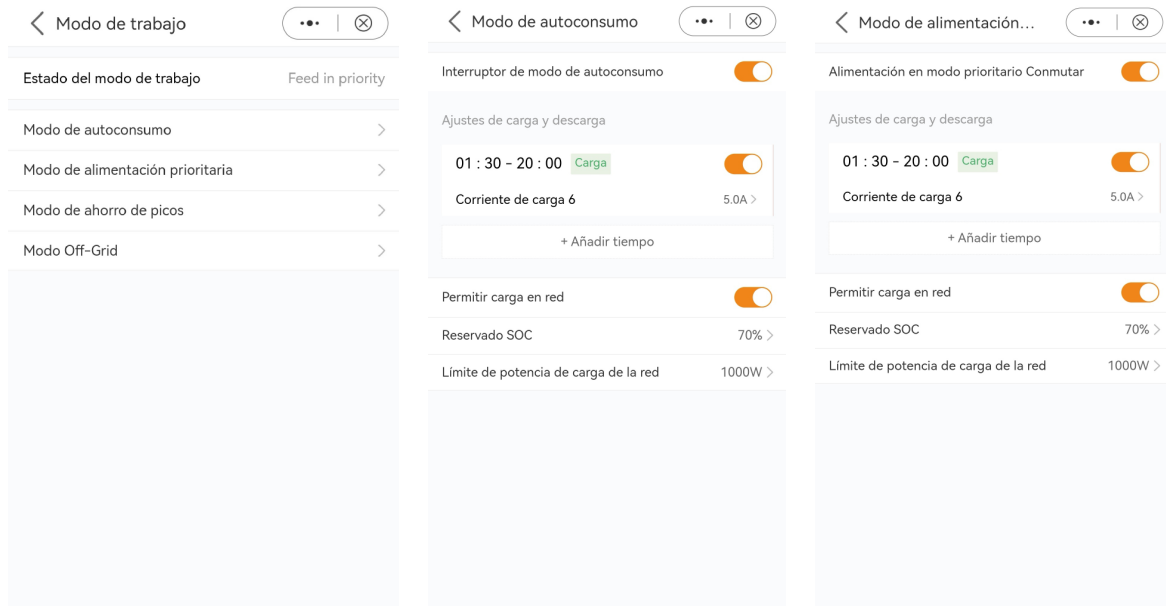 Modo de trabajo
Estado del modo de trabajo Feed in priority
Modo de autoconsumo
Modo de alimentación prioritaria
Modo de ahorro de picos
Modo Off-Grid
Modo de autoconsumo
Interruptor de modo de autoconsumo
Ajustes de carga y descarga
01 : 30 - 20 : 00 Carga
Corriente de carga 6 5.0A
+ Añadir tiempo
Permitir carga en red
Reservado SOC 70%
Límite de potencia de carga de la red 1000W
Modo de alimentación...
Alimentación en modo prioritario Conmutar
Ajustes de carga y descarga
01 : 30 - 20 : 00 Carga
Corriente de carga 6 5.0A
+ Añadir tiempo
Permitir carga en red
Reservado SOC 70%
Límite de potencia de carga de la red 1000W